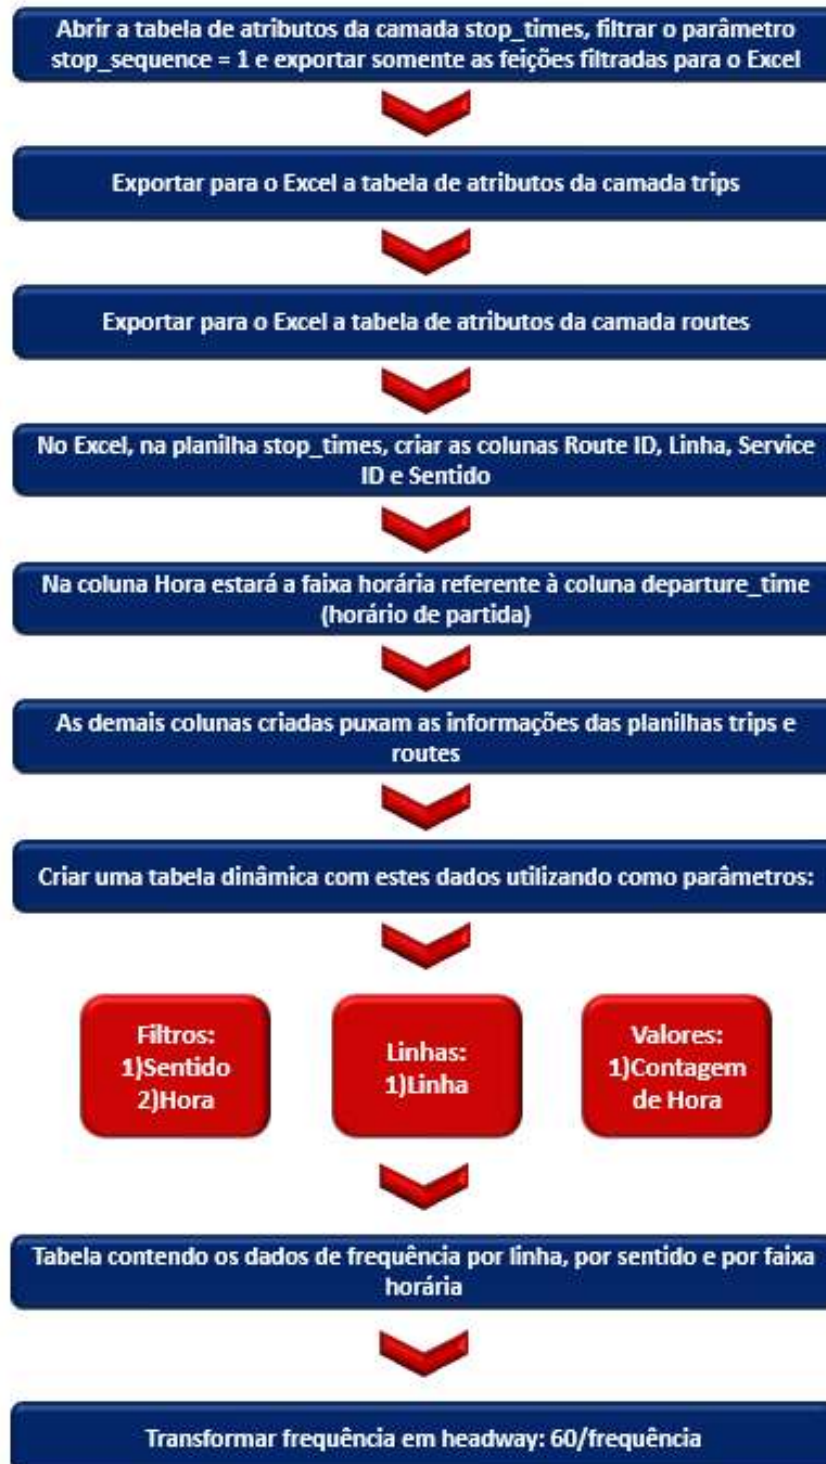 Abrir a tabela de atributos da camada stop_times, filtrar o parâmetro
stop_sequence = 1 e exportar somente as feições filtradas para o Excel
Exportar para o Excel a tabela de atributos da camada trips
Exportar para o Excel a tabela de atributos da camada routes
No Excel, na planilha stop_times, criar as colunas Route ID, Linha, Service
ID e Sentido
Na coluna Hora estará a faixa horária referente à coluna departure_time
(horário de partida)
As demais colunas criadas puxam as informações das planilhas trips e
routes
Criar uma tabela dinâmica com estes dados utilizando como parâmetros:
Filtros:
1)Sentido
2)Hora
Linhas:
1)Linha
Valores:
1)Contagem
de Hora
Tabela contendo os dados de frequência por linha, por sentido e por faixa
horária
Transformar frequência em headway: 60/frequência